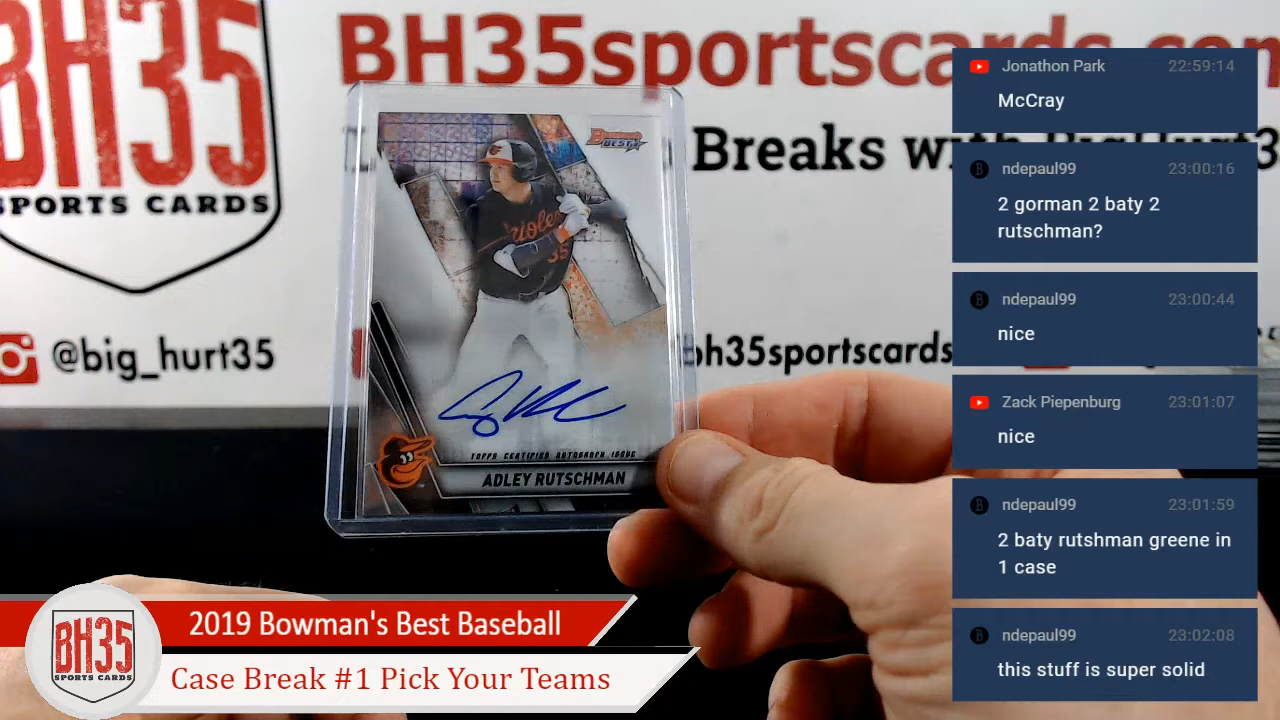 BH35
SPORTS CARDS
BH35sportscards.com
Breaks with BigHurt3
@big_hurt35
bh35sportscards
Bowman's
BEST
Orioles
35
TOPPS CERTIFIED AUTOGRAPH ISSUE
ADLEY RUTSCHMAN
Jonathon Park 22:59:14
McCray
ndepaul99 23:00:16
2 gorman 2 baty 2
rutschman?
ndepaul99 23:00:44
nice
Zack Piepenburg 23:01:07
nice
ndepaul99 23:01:59
2 baty rutshman greene in
1 case
ndepaul99 23:02:08
this stuff is super solid
BH35
SPORTS CARDS
2019 Bowman's Best Baseball
Case Break #1 Pick Your Teams